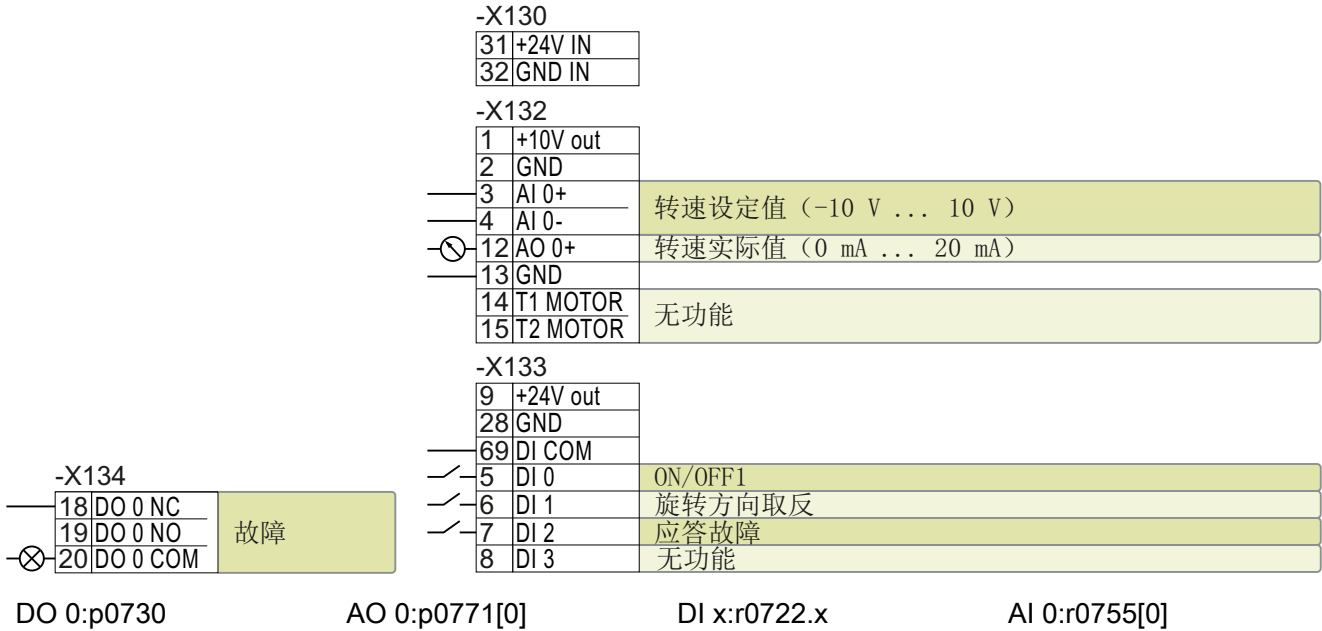 -X130
31 +24V IN
32 GND IN
-X132
1 +10V out
2 GND
3 AI 0+
4 AI 0-
转速设定值（-10 V ... 10 V）
12 AO 0+ 转速实际值（0 mA ... 20 mA）
13 GND
14 T1 MOTOR
15 T2 MOTOR
无功能
-X133
9 +24V out
28 GND
69 DI COM
5 DI 0 ON/OFF1
6 DI 1 旋转方向取反
7 DI 2 应答故障
8 DI 3 无功能
-X134
18 DO 0 NC
19 DO 0 NO
20 DO 0 COM
故障
DO 0:p0730 AO 0:p0771[0] DI x:r0722.x AI 0:r0755[0]